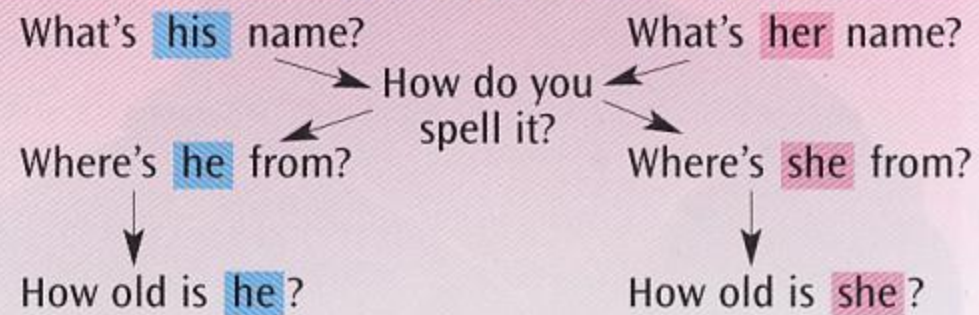 What's his name?
What's her name?
How do you
spell it?
Where's he from?
Where's she from?
How old is he?
How old is she?